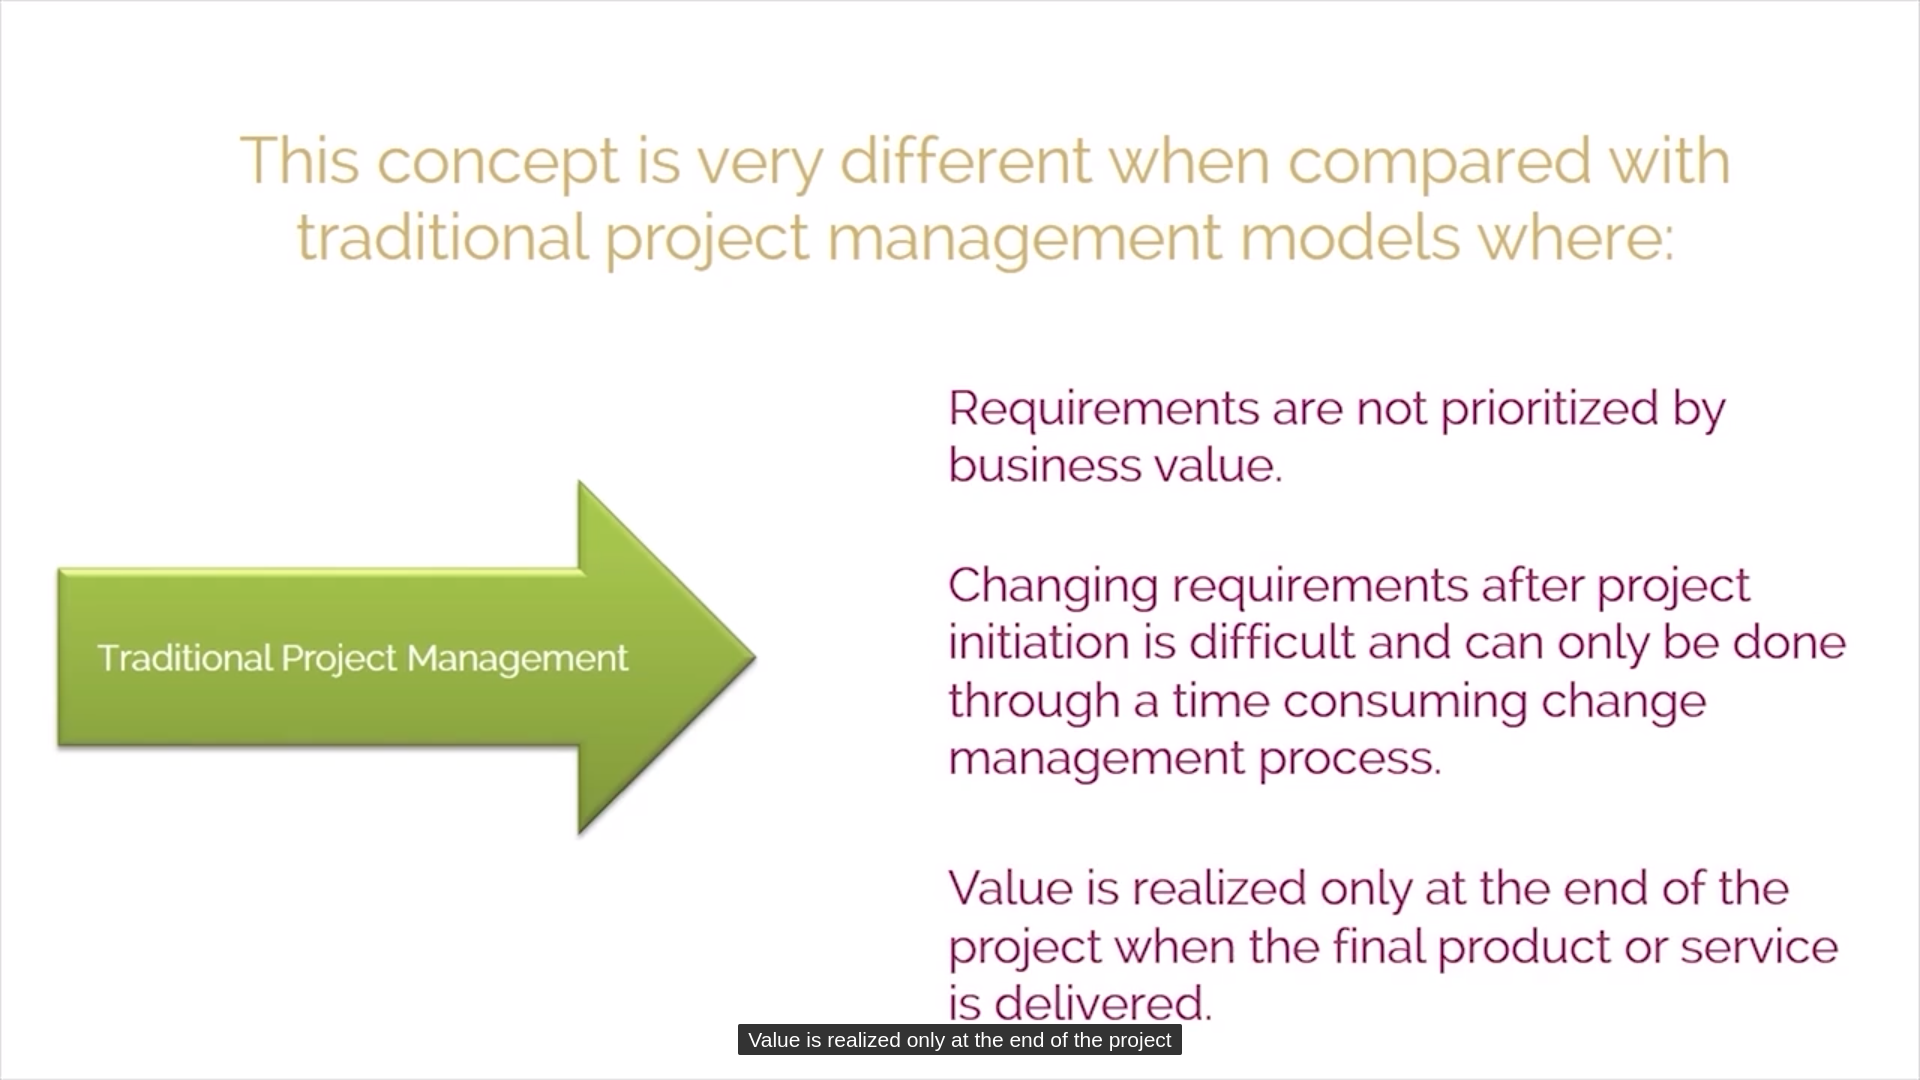 This concept is very different when compared with
traditional project management models where:
Traditional Project Management
Requirements are not prioritized by
business value.
Changing requirements after project
initiation is difficult and can only be done
through a time consuming change
management process.
Value is realized only at the end of the
project when the final product or service
is delivered.
Value is realized only at the end of the project